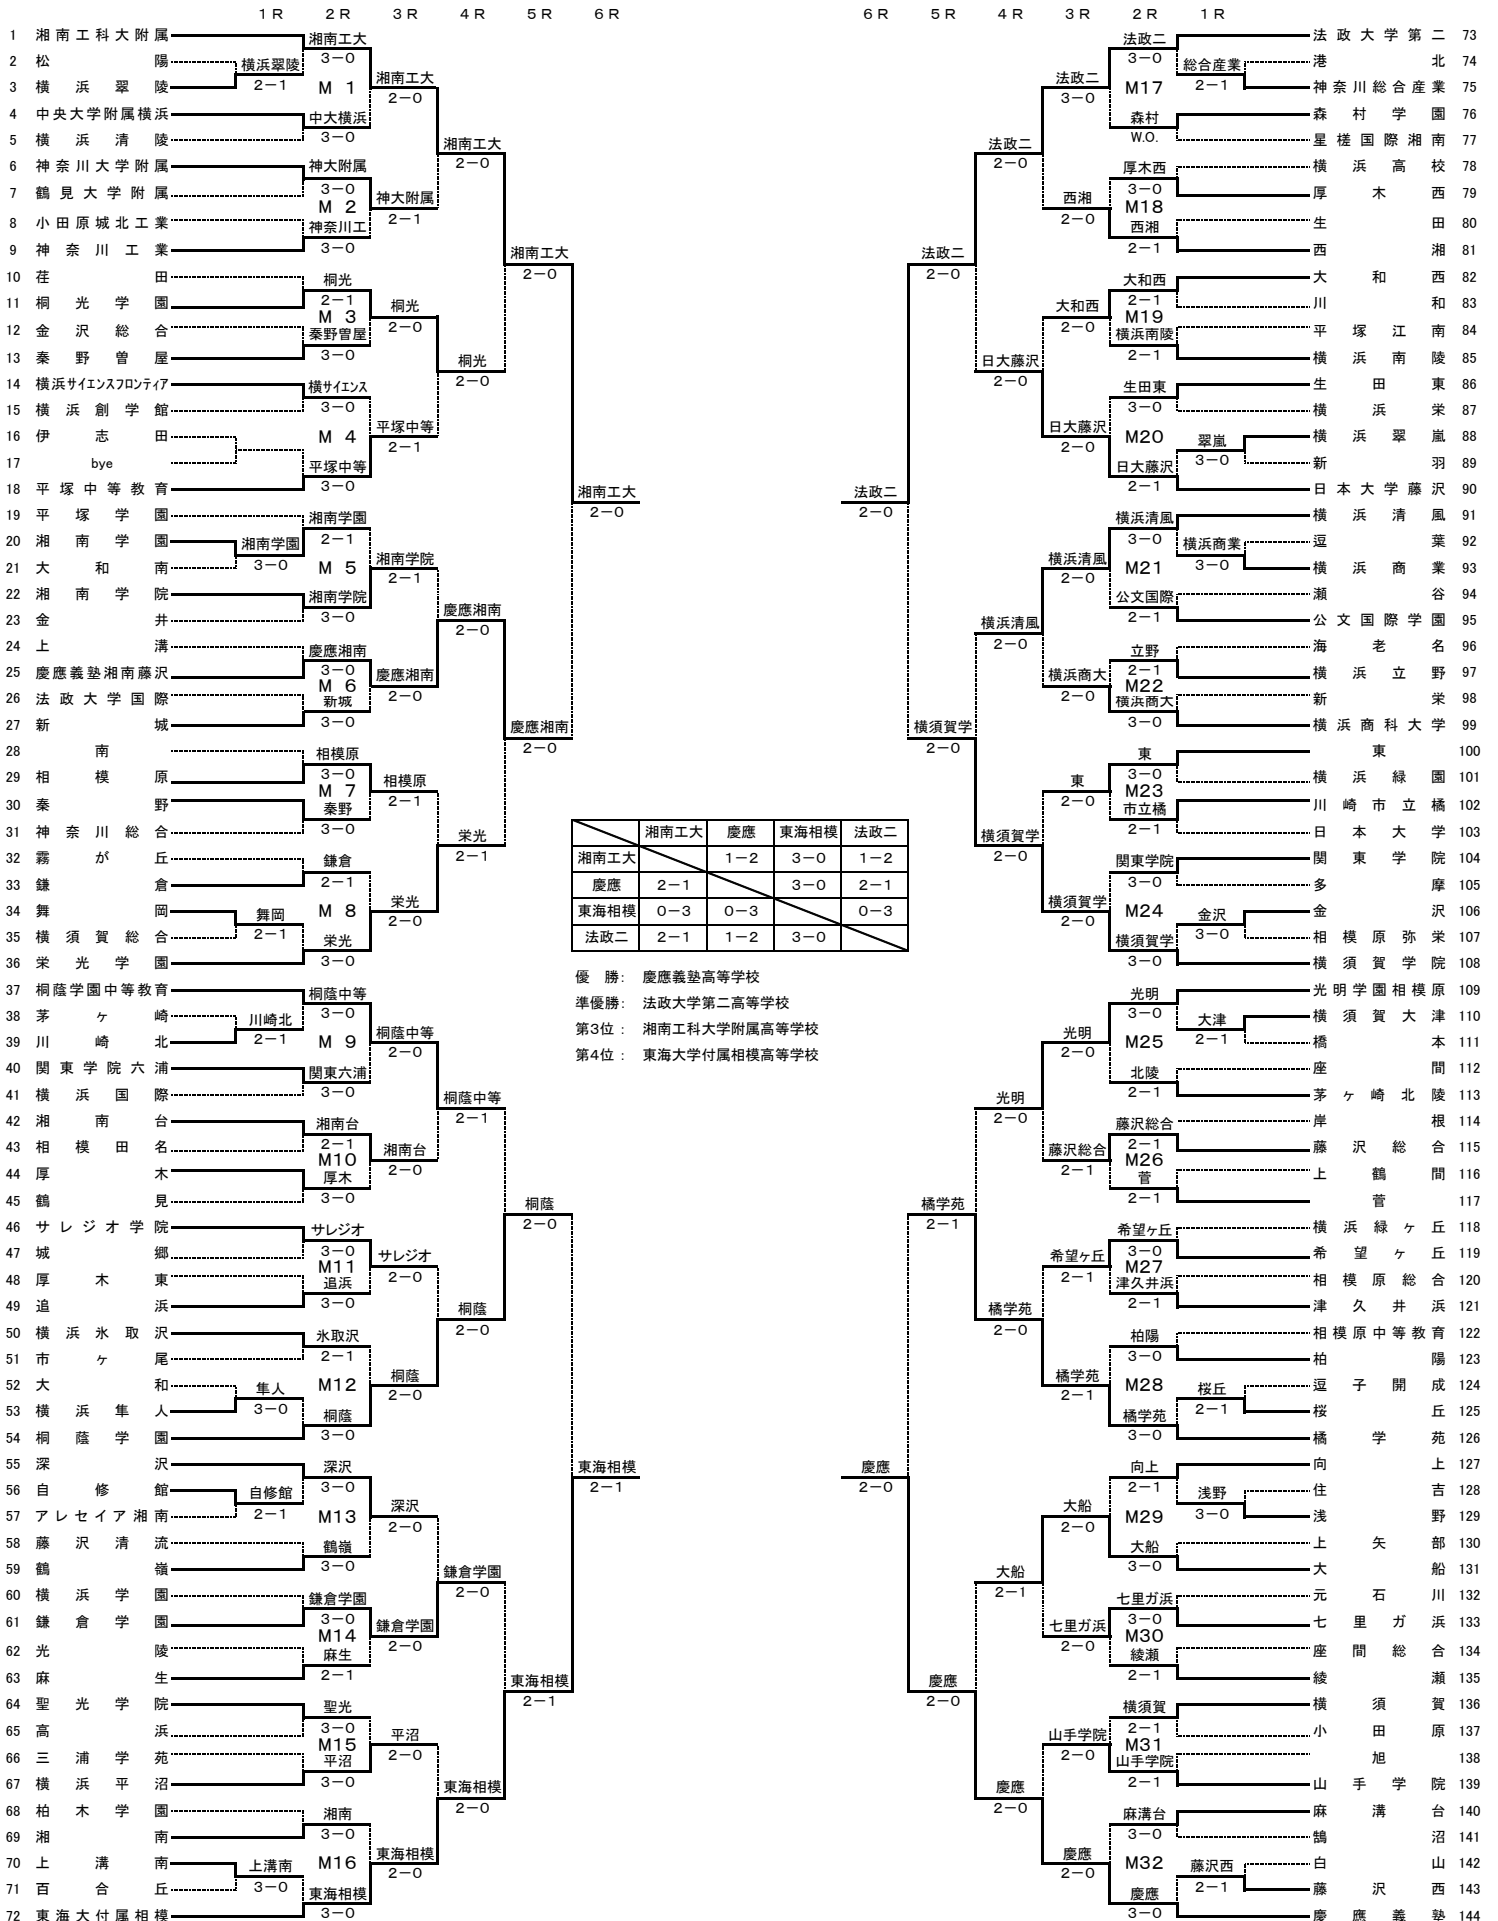 1R 2R 3R 4R 5R 6R
6R 5R 4R 3R 2R 1R
1 湘南工科大附属
2 松陽
3 横浜翠陵
4 中央大学附属横浜
5 横浜清陵
6 神奈川大学附属
7 鶴見大学附属
8 小田原城北工業
9 神奈川工業
10 荏田
11 桐光学園
12 金沢総合
13 秦野曽屋
14 横浜サイエンスフロンティア
15 横浜創学館
16 伊志田
17 bye
18 平塚中等教育
19 平塚学園
20 湘南学園
21 大和南
22 湘南学院
23 金井
24 上溝
25 慶應義塾湘南藤沢
26 法政大学国際
27 新城
28 南
29 相模原
30 秦野
31 神奈川総合
32 霧が丘
33 鎌倉
34 舞岡
35 横須賀総合
36 栄光学園
37 桐蔭学園中等教育
38 茅ヶ崎
39 川崎北
40 関東学院六浦
41 横浜国際
42 湘南台
43 相模田名
44 厚木
45 鶴見
46 サレジオ学院
47 城郷
48 厚木東
49 追浜
50 横浜氷取沢
51 市ヶ尾
52 大和
53 横浜隼人
54 桐蔭学園
55 深沢
56 自修館
57 アレセイア湘南
58 藤沢清流
59 鶴嶺
60 横浜学園
61 鎌倉学園
62 光陵
63 麻生
64 聖光学院
65 高浜
66 三浦学苑
67 横浜平沼
68 柏木学園
69 湘南
70 上溝南
71 百合丘
72 東海大付属相模
横浜翠陵
2-1
湘南学園
3-0
舞岡
2-1
川崎北
2-1
隼人
3-0
自修館
2-1
上溝南
3-0
湘南工大
3-0
M 1
中大横浜
3-0
神大附属
3-0
M 2
神奈川工
3-0
桐光
2-1
M 3
秦野曽屋
3-0
横サイエンス
3-0
M 4
平塚中等
3-0
湘南学園
2-1
M 5
湘南学院
3-0
慶應湘南
3-0
M 6
新城
3-0
相模原
3-0
M 7
秦野
3-0
鎌倉
2-1
M 8
栄光
3-0
桐蔭中等
3-0
M 9
関東六浦
3-0
湘南台
2-1
M10
厚木
3-0
サレジオ
3-0
M11
追浜
3-0
氷取沢
2-1
M12
桐蔭
3-0
深沢
3-0
M13
鶴嶺
3-0
鎌倉学園
3-0
M14
麻生
2-1
聖光
3-0
M15
平沼
3-0
湘南
3-0
M16
東海相模
3-0
湘南工大
2-0
神大附属
2-1
桐光
2-0
平塚中等
2-1
湘南学院
2-1
慶應湘南
2-0
相模原
2-1
栄光
2-0
桐蔭中等
2-0
湘南台
2-0
サレジオ
2-0
桐蔭
2-0
深沢
2-0
鎌倉学園
2-0
平沼
2-0
東海相模
2-0
湘南工大
2-0
桐光
2-0
慶應湘南
2-0
栄光
2-1
桐蔭中等
2-1
桐蔭
2-0
鎌倉学園
2-0
東海相模
2-0
湘南工大
2-0
慶應湘南
2-0
桐蔭
2-0
東海相模
2-1
湘南工大
2-0
東海相模
2-1
湘南工大 慶應 東海相模 法政二
湘南工大 1-2 3-0 1-2
慶應 2-1 3-0 2-1
東海相模 0-3 0-3 0-3
法政二 2-1 1-2 3-0
優 勝： 慶應義塾高等学校
準優勝： 法政大学第二高等学校
第3位： 湘南工科大学附属高等学校
第4位： 東海大学付属相模高等学校
法政二
2-0
慶應
2-0
法政二
2-0
横須賀学
2-0
橘学苑
2-1
慶應
2-0
法政二
2-0
日大藤沢
2-0
横浜清風
2-0
横須賀学
2-0
光明
2-0
橘学苑
2-0
大船
2-1
慶應
2-0
法政二
3-0
西湘
2-0
大和西
2-0
日大藤沢
2-0
横浜清風
2-0
横浜商大
2-0
東
2-0
横須賀学
2-0
光明
2-0
藤沢総合
2-1
希望ヶ丘
2-1
橘学苑
2-1
大船
2-0
七里ガ浜
2-0
山手学院
2-0
慶應
2-0
法政二
3-0
M17
森村
W.O.
厚木西
3-0
M18
西湘
2-1
大和西
2-1
M19
横浜南陵
2-1
生田東
3-0
M20
日大藤沢
2-1
横浜清風
3-0
M21
公文国際
2-1
立野
2-1
M22
横浜商大
3-0
東
3-0
M23
市立橘
2-1
関東学院
3-0
M24
横須賀学
3-0
光明
3-0
M25
北陵
2-1
藤沢総合
2-1
M26
菅
2-1
希望ヶ丘
3-0
M27
津久井浜
2-1
柏陽
3-0
M28
橘学苑
3-0
向上
2-1
M29
大船
3-0
七里ガ浜
3-0
M30
綾瀬
2-1
横須賀
2-1
M31
山手学院
2-1
麻溝台
3-0
M32
慶應
3-0
総合産業
2-1
翠嵐
3-0
横浜商業
3-0
金沢
3-0
大津
2-1
桜丘
2-1
浅野
3-0
藤沢西
2-1
法政大学第二 73
港北 74
神奈川総合産業 75
森村学園 76
星槎国際湘南 77
横浜高校 78
厚木西 79
生田 80
西湘 81
大和西 82
川和 83
平塚江南 84
横浜南陵 85
生田東 86
横浜栄 87
横浜翠嵐 88
新羽 89
日本大学藤沢 90
横浜清風 91
逗葉 92
横浜商業 93
瀬谷 94
公文国際学園 95
海老名 96
横浜立野 97
新栄 98
横浜商科大学 99
東 100
横浜緑園 101
川崎市立橘 102
日本大学 103
関東学院 104
多摩 105
金沢 106
相模原弥栄 107
横須賀学院 108
光明学園相模原 109
横須賀大津 110
橋本 111
座間 112
茅ヶ崎北陵 113
岸根 114
藤沢総合 115
上鶴間 116
菅 117
横浜緑ヶ丘 118
希望ヶ丘 119
相模原総合 120
津久井浜 121
相模原中等教育 122
柏陽 123
逗子開成 124
桜丘 125
橘学苑 126
向上 127
住吉 128
浅野 129
上矢部 130
大船 131
元石川 132
七里ガ浜 133
座間総合 134
綾瀬 135
横須賀 136
小田原 137
旭 138
山手学院 139
麻溝台 140
鵠沼 141
白山 142
藤沢西 143
慶應義塾 144